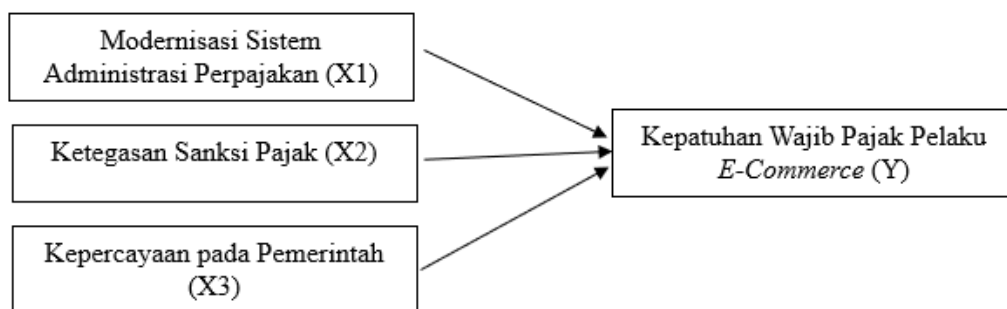 Modernisasi Sistem
Administrasi Perpajakan (X1)
Ketegasan Sanksi Pajak (X2)
Kepercayaan pada Pemerintah
(X3)
Kepatuhan Wajib Pajak Pelaku
E-Commerce (Y)